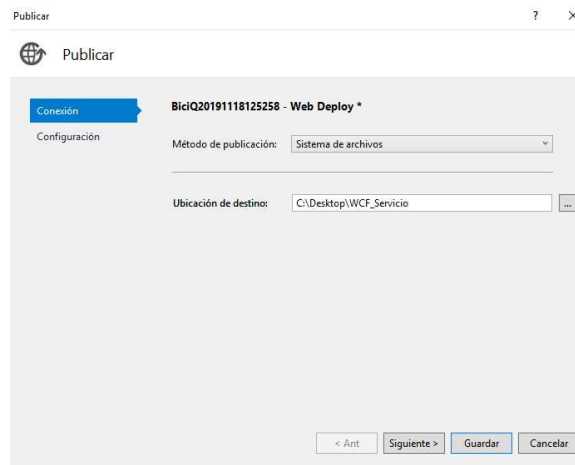 Publicar
?
Publicar
Conexión
Configuración
BiciQ20191118125258 - Web Deploy *
Método de publicación: Sistema de archivos
Ubicación de destino: C:\Desktop\WCF_Servicio ...
< Ant Siguiente > Guardar Cancelar